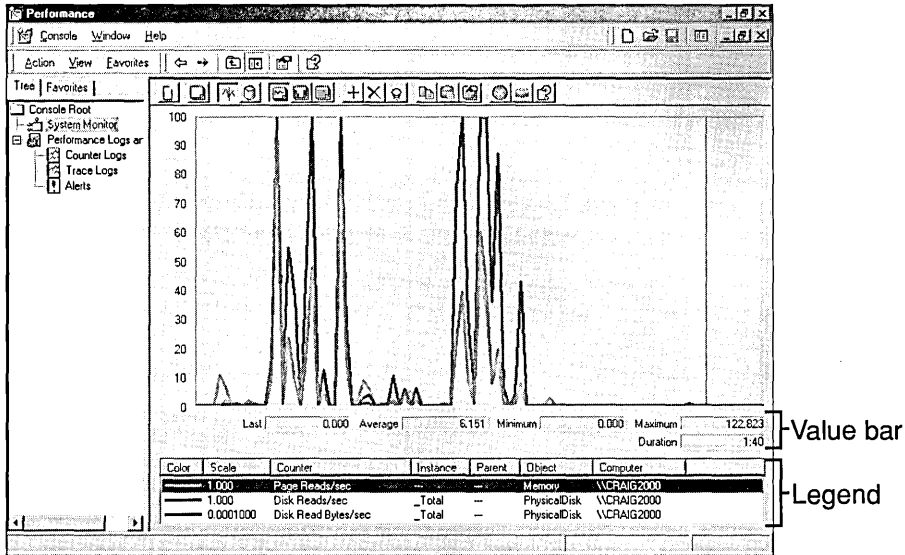 Performance
Console Window Help
Action View Favorites
Tree Favorites
Console Root
System Monitor
Performance Logs ar
Counter Logs
Trace Logs
Alerts
100
90
80
70
60
50
40
30
20
10
0
Last 0.000 Average 6.151 Minimum 0.000 Maximum 122.823
Duration 1:40
Value bar
Color Scale Counter Instance Parent Object Computer
1.000 Page Reads/sec --- --- Memory \\CRAIG2000
1.000 Disk Reads/sec _Total --- PhysicalDisk \\CRAIG2000
0.0001000 Disk Read Bytes/sec _Total --- PhysicalDisk \\CRAIG2000
Legend